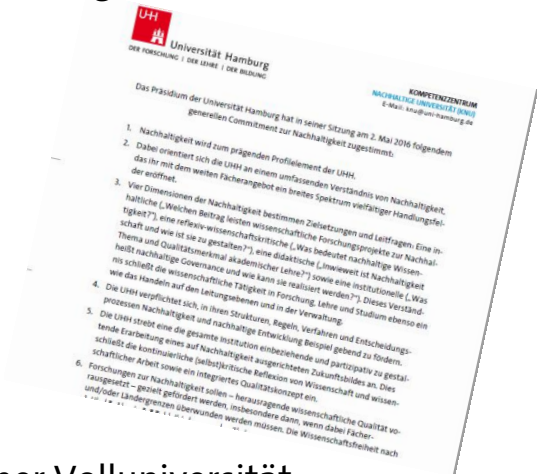 UHH
Universität Hamburg
DER FORSCHUNG | DER LEHRE | DER BILDUNG
KOMPETENZZENTRUM
NACHHALTIGE UNIVERSITÄT (KNU)
E-Mail: knu@uni-hamburg.de
Das Präsidium der Universität Hamburg hat in seiner Sitzung am 2. Mai 2016 folgendem
generellen Commitment zur Nachhaltigkeit zugestimmt:
1. Nachhaltigkeit wird zum prägenden Profilelement der UHH.
2. Dabei orientiert sich die UHH an einem umfassenden Verständnis von Nachhaltigkeit,
das ihr mit dem weiten Fächerangebot ein breites Spektrum vielfältiger Handlungsfel-
der eröffnet.
3. Vier Dimensionen der Nachhaltigkeit bestimmen Zielsetzungen und Leitfragen: Eine in-
haltliche („Welchen Beitrag leisten wissenschaftliche Forschungsprojekte zur Nachhal-
tigkeit?“), eine reflexiv-wissenschaftskritische („Was bedeutet nachhaltige Wissen-
schaft und wie ist sie zu gestalten?“), eine didaktische („Inwieweit ist Nachhaltigkeit
Thema und Qualitätsmerkmal akademischer Lehre?“) sowie eine institutionelle („Was
heißt nachhaltige Governance und wie kann sie realisiert werden?“). Dieses Verständ-
nis schließt die wissenschaftliche Tätigkeit in Forschung, Lehre und Studium ebenso ein
wie das Handeln auf den Leitungsebenen und in der Verwaltung.
4. Die UHH verpflichtet sich, in ihren Strukturen, Regeln, Verfahren und Entscheidungs-
prozessen Nachhaltigkeit und nachhaltige Entwicklung Beispiel gebend zu fördern.
5. Die UHH strebt eine die gesamte Institution einbeziehende und partizipativ zu gestal-
tende Erarbeitung eines auf Nachhaltigkeit ausgerichteten Zukunftsbildes an. Dies
schließt die kontinuierliche (selbst)kritische Reflexion von Wissenschaft und wissen-
schaftlicher Arbeit sowie ein integriertes Qualitätskonzept ein.
6. Forschungen zur Nachhaltigkeit sollen – herausragende wissenschaftliche Qualität vo-
rausgesetzt – gezielt gefördert werden, insbesondere dann, wenn dabei Fächer-
und/oder Ländergrenzen überwunden werden müssen. Die Wissenschaftsfreiheit nach
Volluniversität